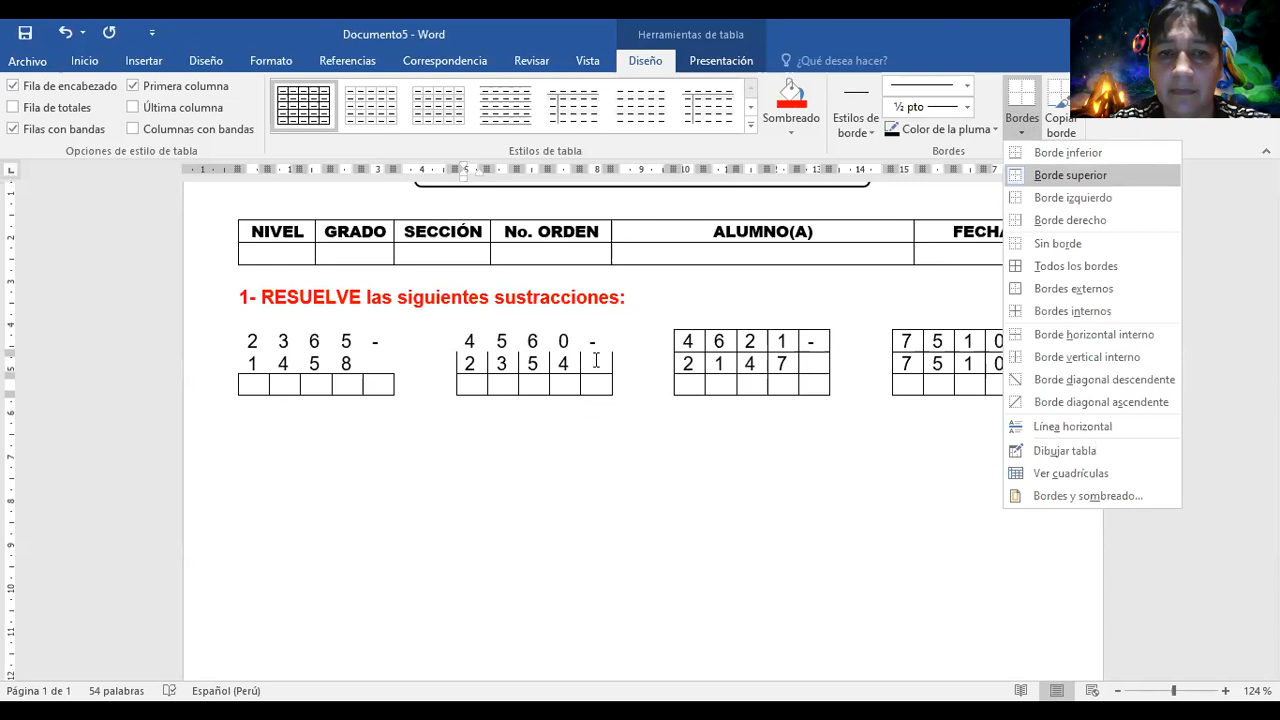 Documento5 - Word
Herramientas de tabla
Archivo Inicio Insertar Diseño Formato Referencias Correspondencia Revisar Vista Diseño Presentación ¿Qué desea hacer?
Fila de encabezado Primera columna
Fila de totales Última columna
Filas con bandas Columnas con bandas
Opciones de estilo de tabla
Estilos de tabla
Sombreado
Estilos de borde
½ pto
Color de la pluma
Bordes
Copiar borde
Bordes
Borde inferior
Borde superior
Borde izquierdo
Borde derecho
Sin borde
Todos los bordes
Bordes externos
Bordes internos
Borde horizontal interno
Borde vertical interno
Borde diagonal descendente
Borde diagonal ascendente
Línea horizontal
Dibujar tabla
Ver cuadrículas
Bordes y sombreado...
NIVEL GRADO SECCIÓN No. ORDEN ALUMNO(A) FECHA
1- RESUELVE las siguientes sustracciones:
2 3 6 5 - 4 5 6 0 - 4 6 2 1 - 7 5 1 0
1 4 5 8 2 3 5 4 2 1 4 7 7 5 1 0
Página 1 de 1 54 palabras Español (Perú) 124 %